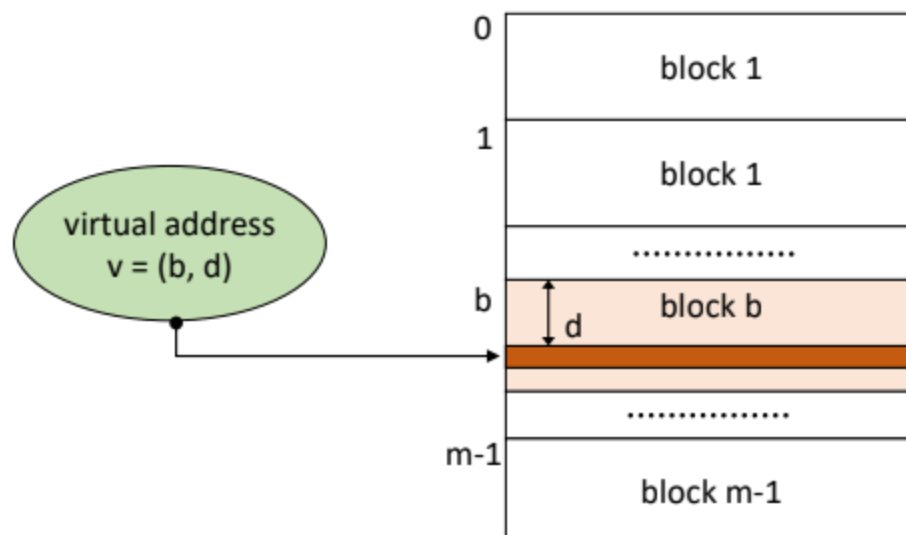 0
block 1
1
block 1
virtual address
v = (b, d)
................
b
block b
d
................
m-1
block m-1